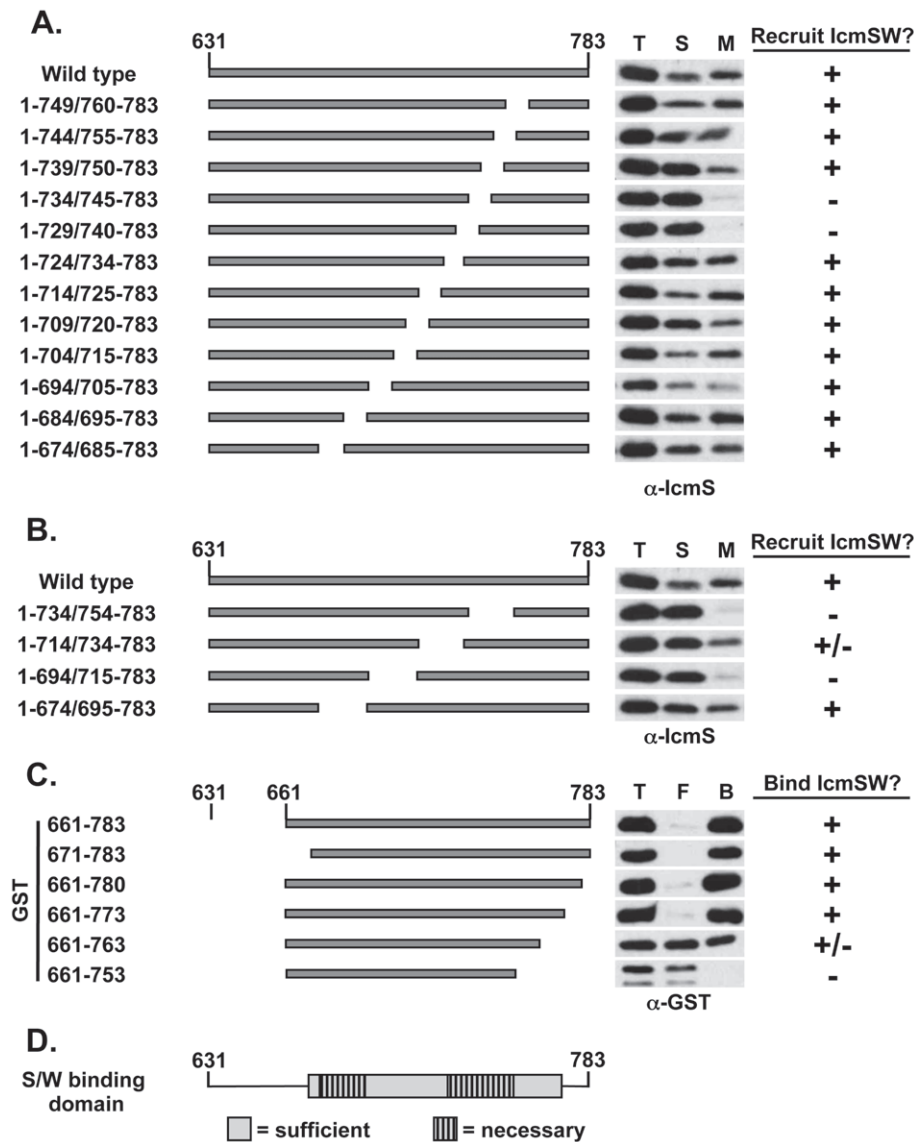 A.
631 783 T S M Recruit IcmSW?
Wild type +
1-749/760-783 +
1-744/755-783 +
1-739/750-783 +
1-734/745-783 -
1-729/740-783 -
1-724/734-783 +
1-714/725-783 +
1-709/720-783 +
1-704/715-783 +
1-694/705-783 +
1-684/695-783 +
1-674/685-783 +
α-IcmS
B.
631 783 T S M Recruit IcmSW?
Wild type +
1-734/754-783 -
1-714/734-783 +/-
1-694/715-783 -
1-674/695-783 +
α-IcmS
C.
631 661 783 T F B Bind IcmSW?
GST
661-783 +
671-783 +
661-780 +
661-773 +
661-763 +/-
661-753 -
α-GST
D.
631 783
S/W binding
domain
= sufficient = necessary